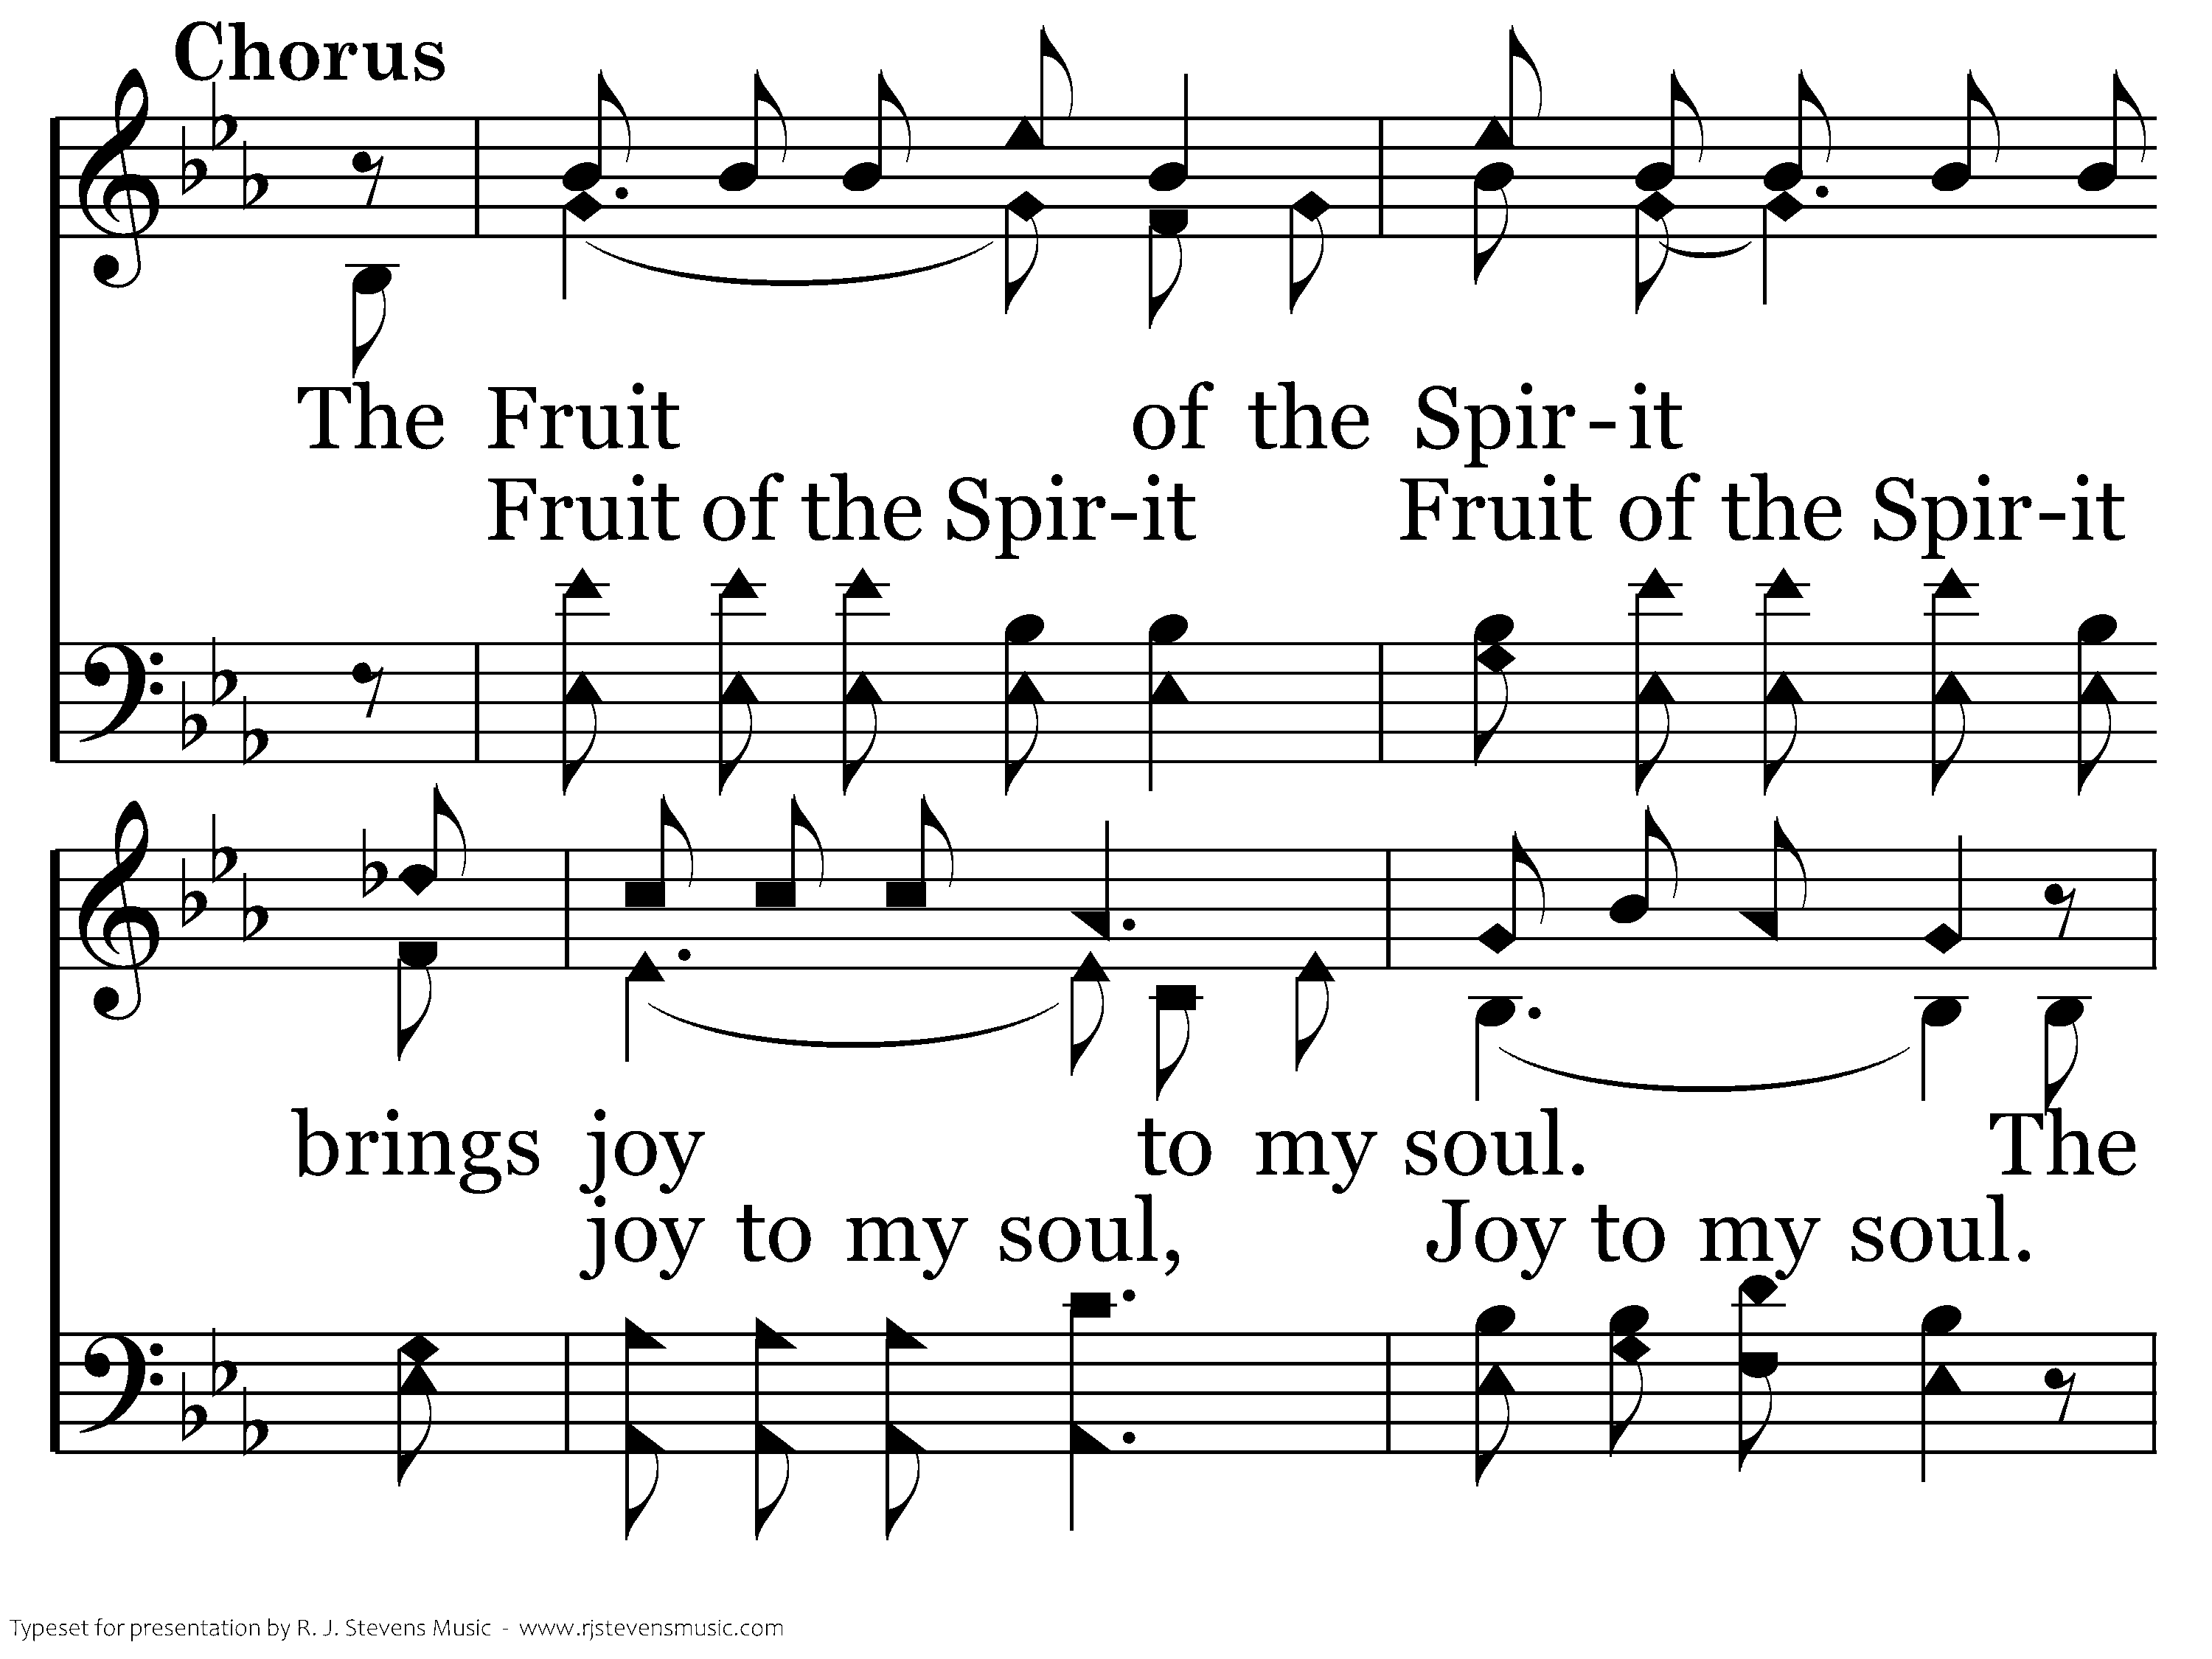 Chorus
The Fruit of the Spir-it
Fruit of the Spir-it Fruit of the Spir-it
brings joy to my soul. The
joy to my soul, Joy to my soul.
Typeset for presentation by R. J. Stevens Music - www.rjstevensmusic.com